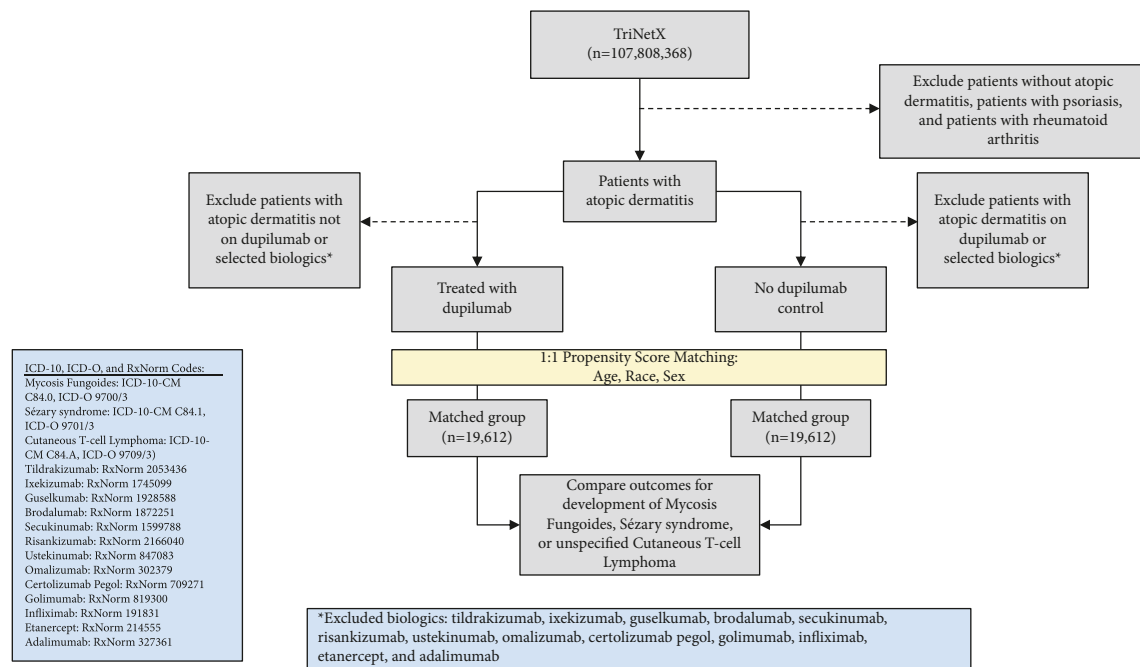 TriNetX
(n=107,808,368)
Exclude patients without atopic
dermatitis, patients with psoriasis,
and patients with rheumatoid
arthritis
Patients with
atopic dermatitis
Exclude patients with
atopic dermatitis not
on dupilumab or
selected biologics*
Exclude patients with
atopic dermatitis on
dupilumab or
selected biologics*
Treated with
dupilumab
No dupilumab
control
1:1 Propensity Score Matching:
Age, Race, Sex
Matched group
(n=19,612)
Matched group
(n=19,612)
Compare outcomes for
development of Mycosis
Fungoides, Sézary syndrome,
or unspecified Cutaneous T-cell
Lymphoma
ICD-10, ICD-O, and RxNorm Codes:
Mycosis Fungoides: ICD-10-CM
C84.0, ICD-O 9700/3
Sézary syndrome: ICD-10-CM C84.1,
ICD-O 9701/3
Cutaneous T-cell Lymphoma: ICD-10-
CM C84.A, ICD-O 9709/3)
Tildrakizumab: RxNorm 2053436
Ixekizumab: RxNorm 1745099
Guselkumab: RxNorm 1928588
Brodalumab: RxNorm 1872251
Secukinumab: RxNorm 1599788
Risankizumab: RxNorm 2166040
Ustekinumab: RxNorm 847083
Omalizumab: RxNorm 302379
Certolizumab Pegol: RxNorm 709271
Golimumab: RxNorm 819300
Infliximab: RxNorm 191831
Etanercept: RxNorm 214555
Adalimumab: RxNorm 327361
*Excluded biologics: tildrakizumab, ixekizumab, guselkumab, brodalumab, secukinumab,
risankizumab, ustekinumab, omalizumab, certolizumab pegol, golimumab, infliximab,
etanercept, and adalimumab